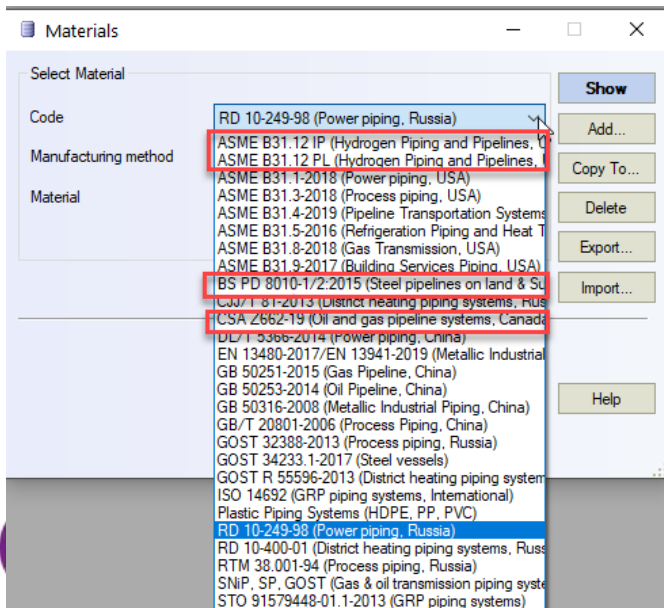 Materials
Select Material
Code
RD 10-249-98 (Power piping, Russia)
Manufacturing method
Material
ASME B31.12 IP (Hydrogen Piping and Pipelines,
ASME B31.12 PL (Hydrogen Piping and Pipelines,
ASME B31.1-2018 (Power piping, USA)
ASME B31.3-2018 (Process piping, USA)
ASME B31.4-2019 (Pipeline Transportation Systems
ASME B31.5-2016 (Refrigeration Piping and Heat T
ASME B31.8-2018 (Gas Transmission, USA)
ASME B31.9-2017 (Building Services Piping, USA)
BS PD 8010-1/2:2015 (Steel pipelines on land & Su
CJJ/T 81-2013 (District heating piping systems, Rus
CSA Z662-19 (Oil and gas pipeline systems, Canada
DL/T 5366-2014 (Power piping, China)
EN 13480-2017/EN 13941-2019 (Metallic Industrial
GB 50251-2015 (Gas Pipeline, China)
GB 50253-2014 (Oil Pipeline, China)
GB 50316-2008 (Metallic Industrial Piping, China)
GB/T 20801-2006 (Process Piping, China)
GOST 32388-2013 (Process piping, Russia)
GOST 34233.1-2017 (Steel vessels)
GOST R 55596-2013 (District heating piping system
ISO 14692 (GRP piping systems, International)
Plastic Piping Systems (HDPE, PP, PVC)
RD 10-249-98 (Power piping, Russia)
RD 10-400-01 (District heating piping systems, Russ
RTM 38.001-94 (Process piping, Russia)
SNiP, SP, GOST (Gas & oil transmission piping syste
STO 91579448-01.1-2013 (GRP piping systems)
Show
Add...
Copy To...
Delete
Export...
Import...
Help